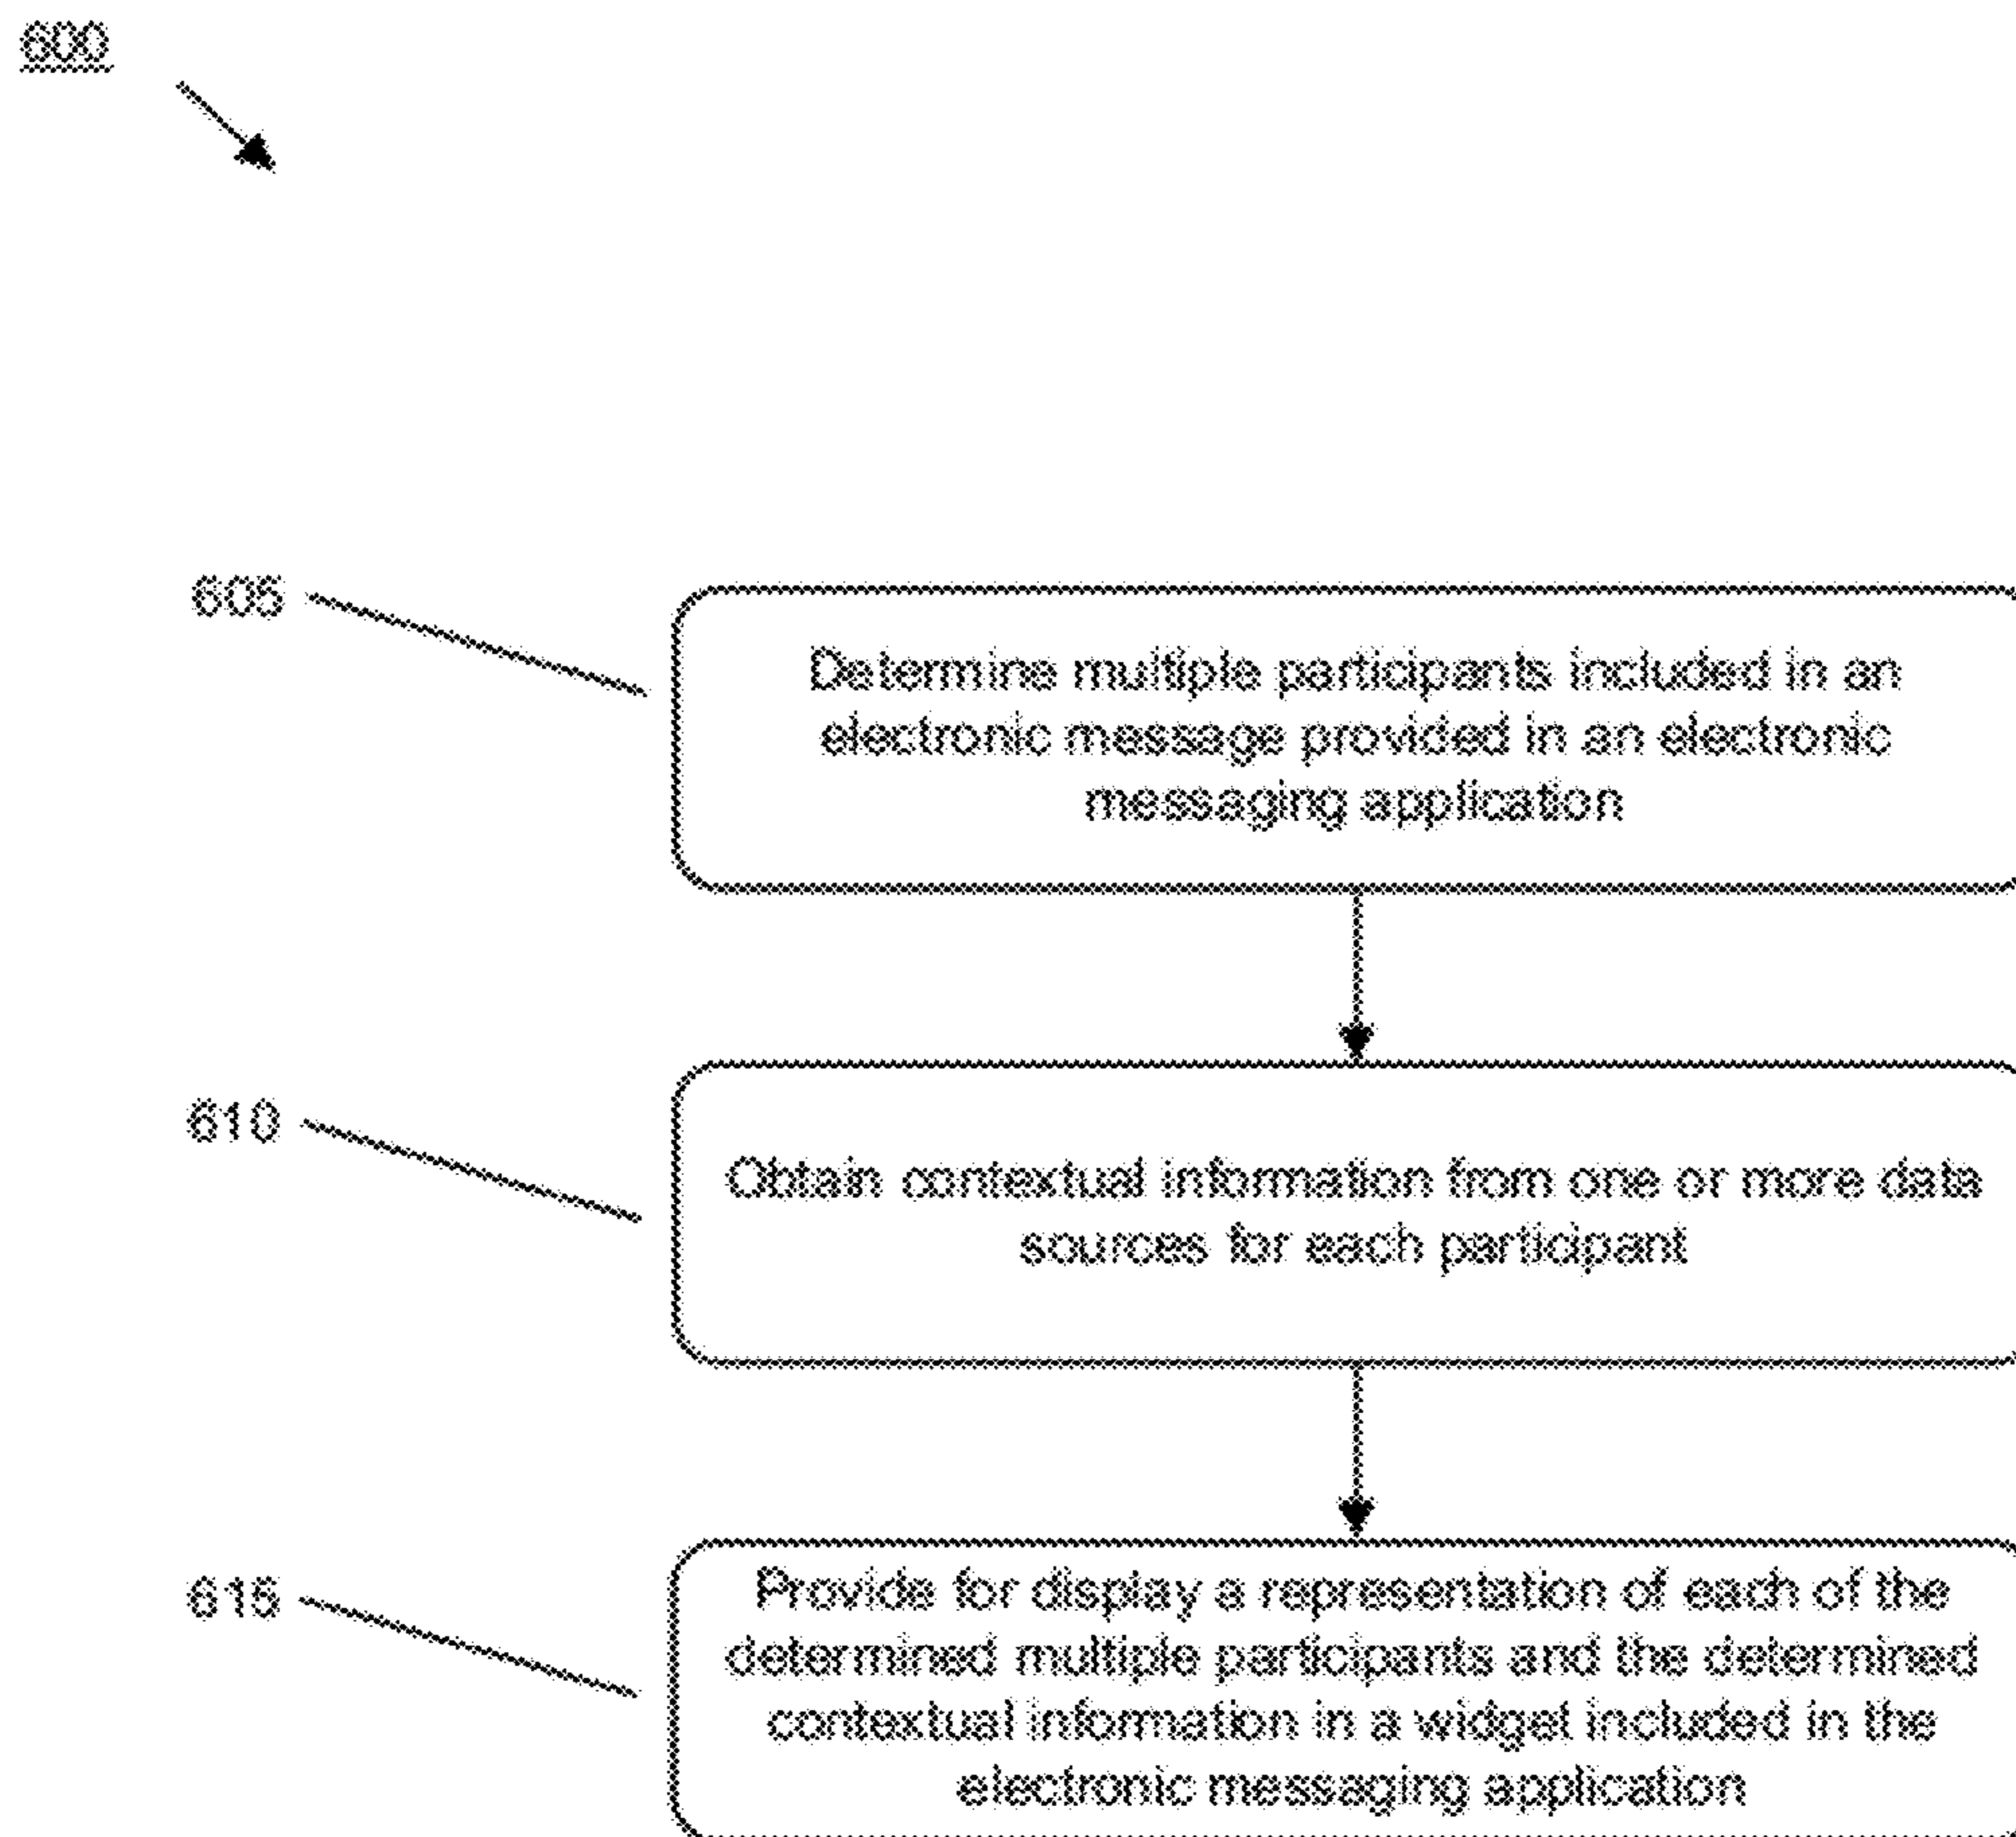 600
605
Determine multiple participants included in an
electronic message provided in an electronic
messaging application
610
Obtain contextual information from one or more data
sources for each participant
615
Provide for display a representation of each of the
determined multiple participants and the determined
contextual information in a widget included in the
electronic messaging application